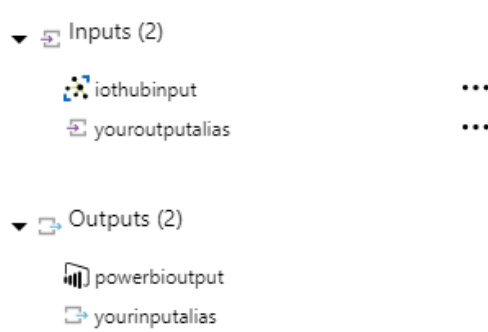 Inputs (2)
iothubinput
youroutputalias
Outputs (2)
powerbioutput
yourinputalias